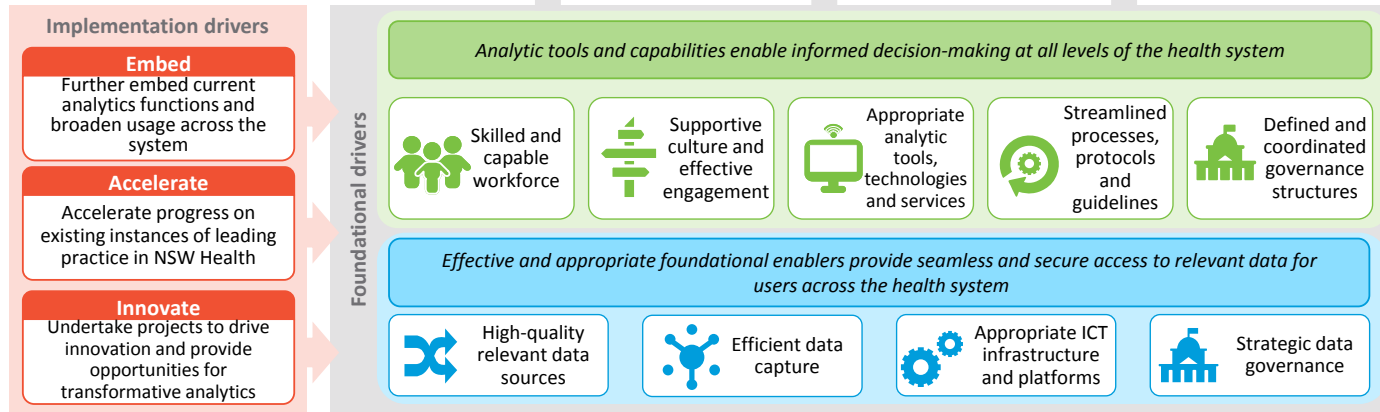 Implementation drivers
Embed
Further embed current
analytics functions and
broaden usage across the
system
Accelerate
Accelerate progress on
existing instances of leading
practice in NSW Health
Innovate
Undertake projects to drive
innovation and provide
opportunities for
transformative analytics
Foundational drivers
Analytic tools and capabilities enable informed decision-making at all levels of the health system
Skilled and
capable
workforce
Supportive
culture and
effective
engagement
Appropriate
analytic
tools,
technologies
and services
Streamlined
processes,
protocols
and
guidelines
Defined and
coordinated
governance
structures
Effective and appropriate foundational enablers provide seamless and secure access to relevant data for
users across the health system
High-quality
relevant data
sources
Efficient data
capture
Appropriate ICT
infrastructure
and platforms
Strategic data
governance